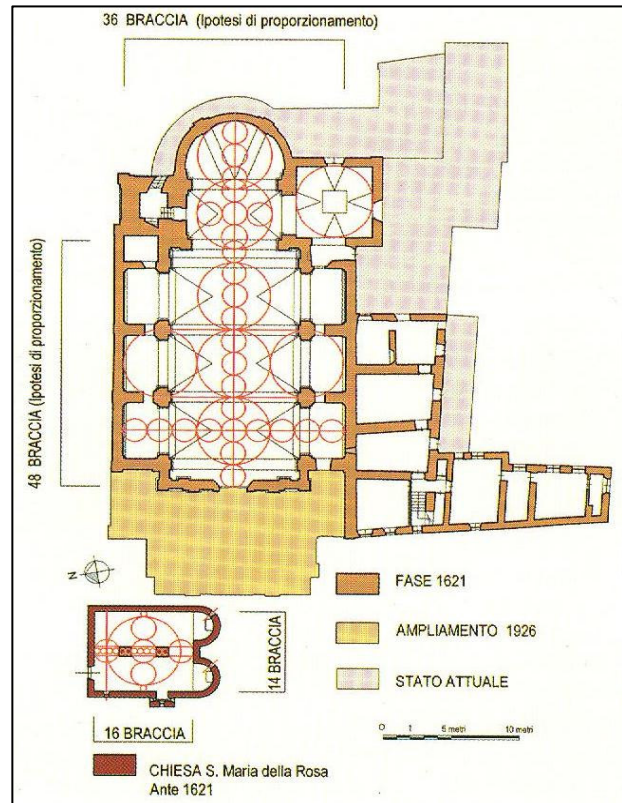 36 BRACCIA (Ipotesi di proporzionamento)
48 BRACCIA (Ipotesi di proporzionamento)
N
FASE 1621
AMPLIAMENTO 1926
STATO ATTUALE
14 BRACCIA
16 BRACCIA
0 1 5 metri 10 metri
CHIESA S. Maria della Rosa
Ante 1621